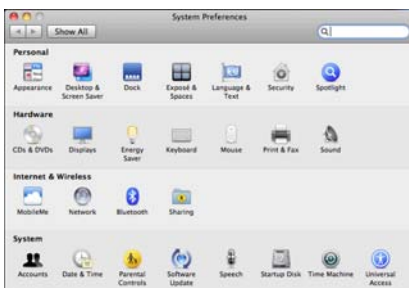 System Preferences
Show All
Personal
Appearance Desktop & Screen Saver Dock Exposé & Spaces Language & Text Security Spotlight
Hardware
CDs & DVDs Displays Energy Saver Keyboard Mouse Print & Fax Sound
Internet & Wireless
MobileMe Network Bluetooth Sharing
System
Accounts Date & Time Parental Controls Software Update Speech Startup Disk Time Machine Universal Access